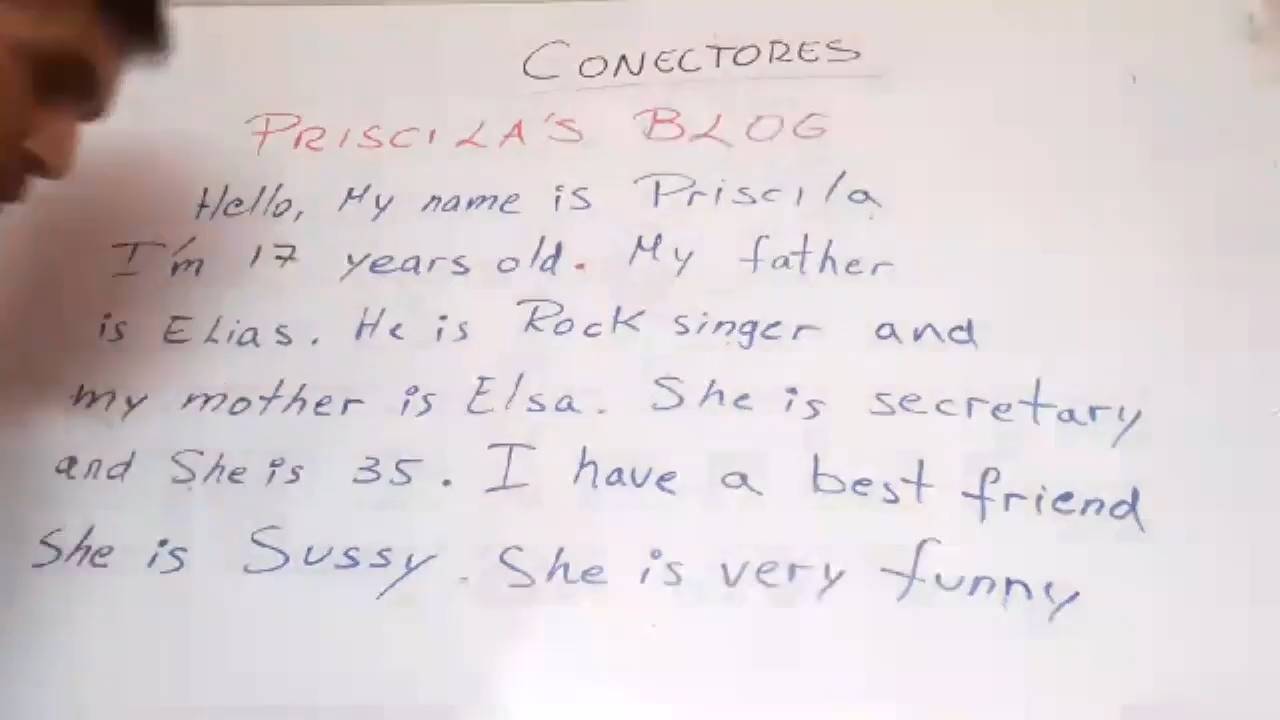 CONECTORES
PRISCILA'S BLOG
Hello, My name is Priscila
I'm 17 years old. My father
is Elias. He is Rock singer and
my mother is Elsa. She is secretary
and She is 35. I have a best friend
She is Sussy. She is very funny